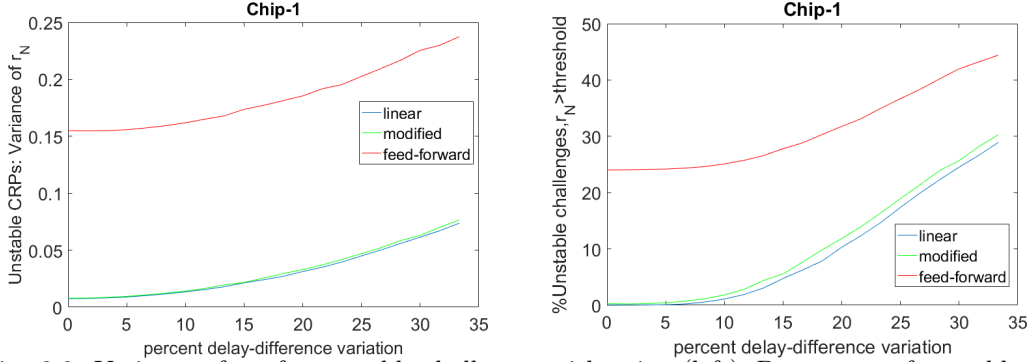 Chip-1
Unstable CRPs: Variance of r_N
0.25
0.2
0.15
0.1
0.05
0
0 5 10 15 20 25 30 35
percent delay-difference variation
linear
modified
feed-forward
Chip-1
%Unstable challenges,r_N>threshold
50
40
30
20
10
0
0 5 10 15 20 25 30 35
percent delay-difference variation
linear
modified
feed-forward